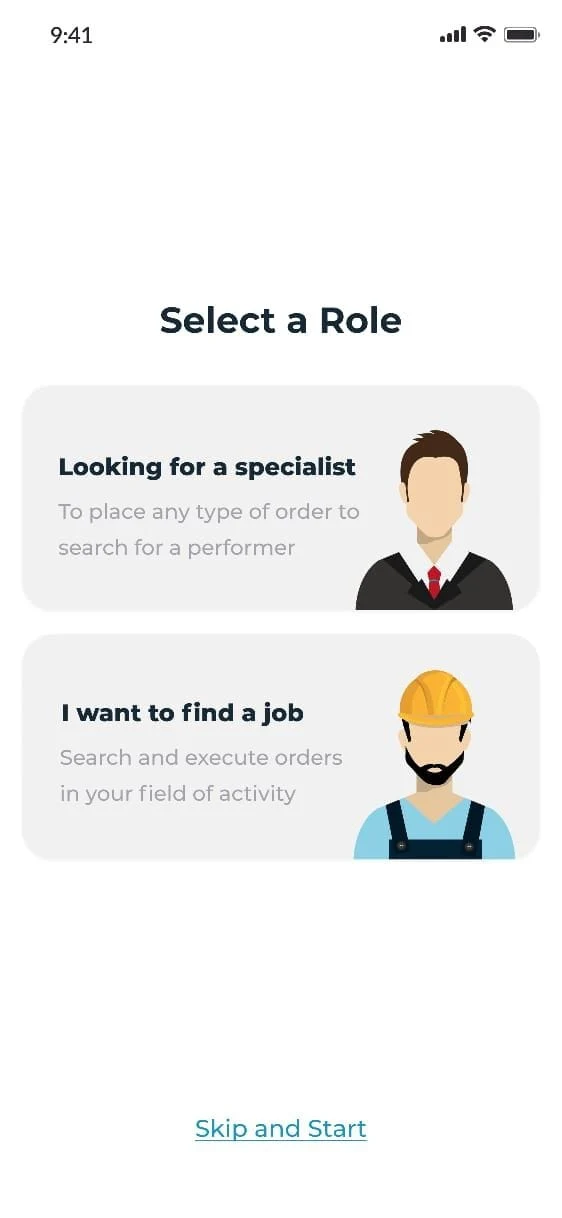 9:41
Select a Role
Looking for a specialist
To place any type of order to
search for a performer
I want to find a job
Search and execute orders
in your field of activity
Skip and Start